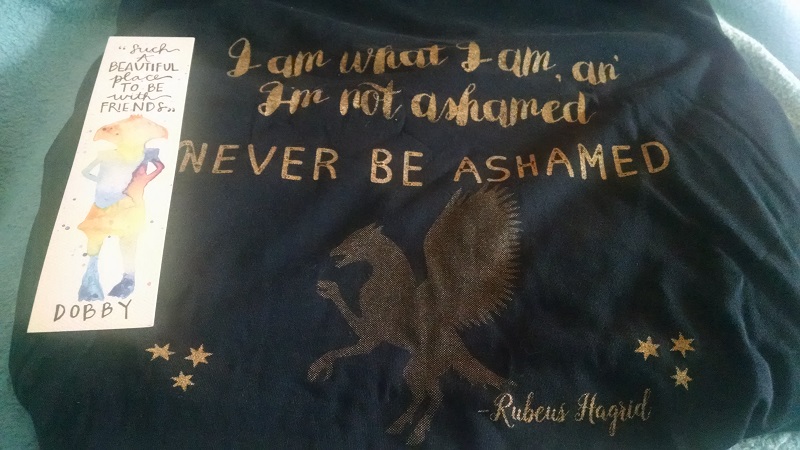 "such
A
BEAUTIFUL
place
TO BE
with
FRIENDS„
DOBBY
I am what I am, an'
I'm not ashamed
NEVER BE ASHAMED
-Rubeus Hagrid